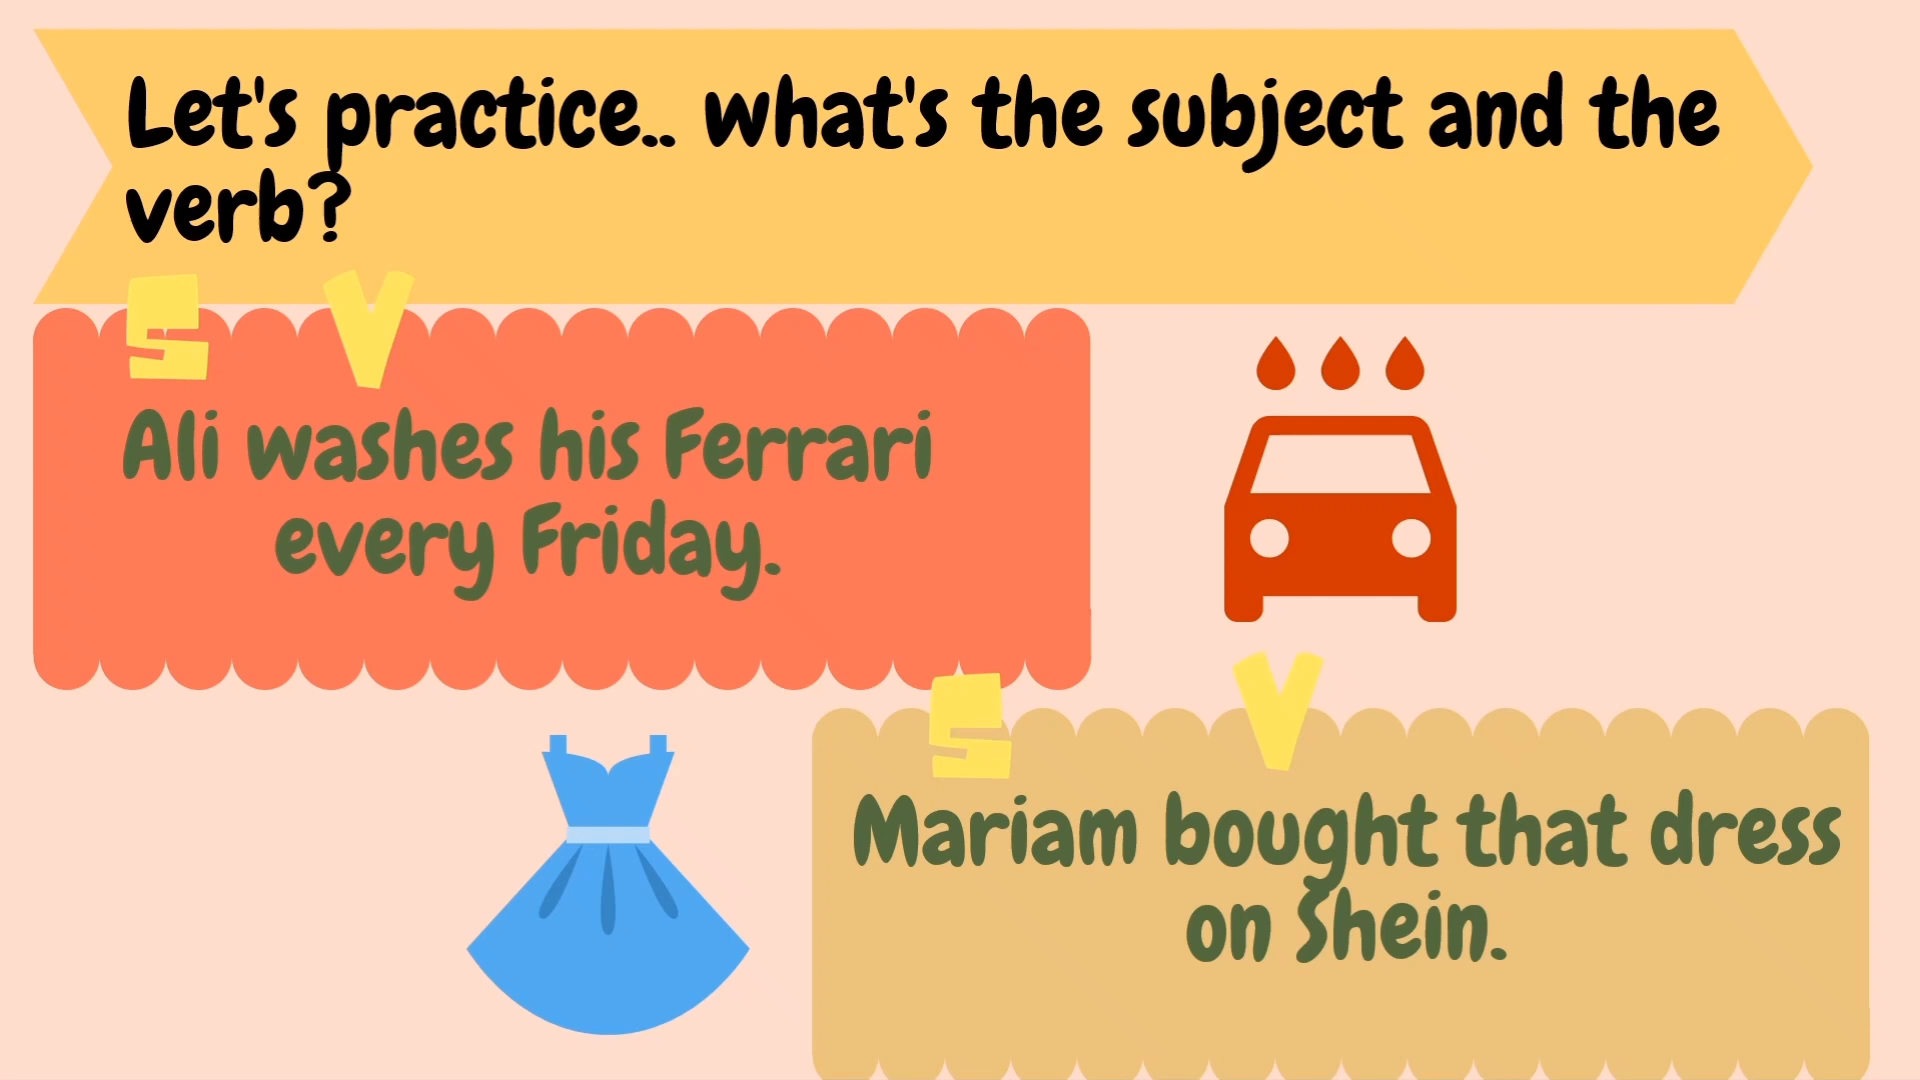 Let's practice.. what's the subject and the
verb?
S V
Ali washes his Ferrari
every Friday.
S V
Mariam bought that dress
on Shein.